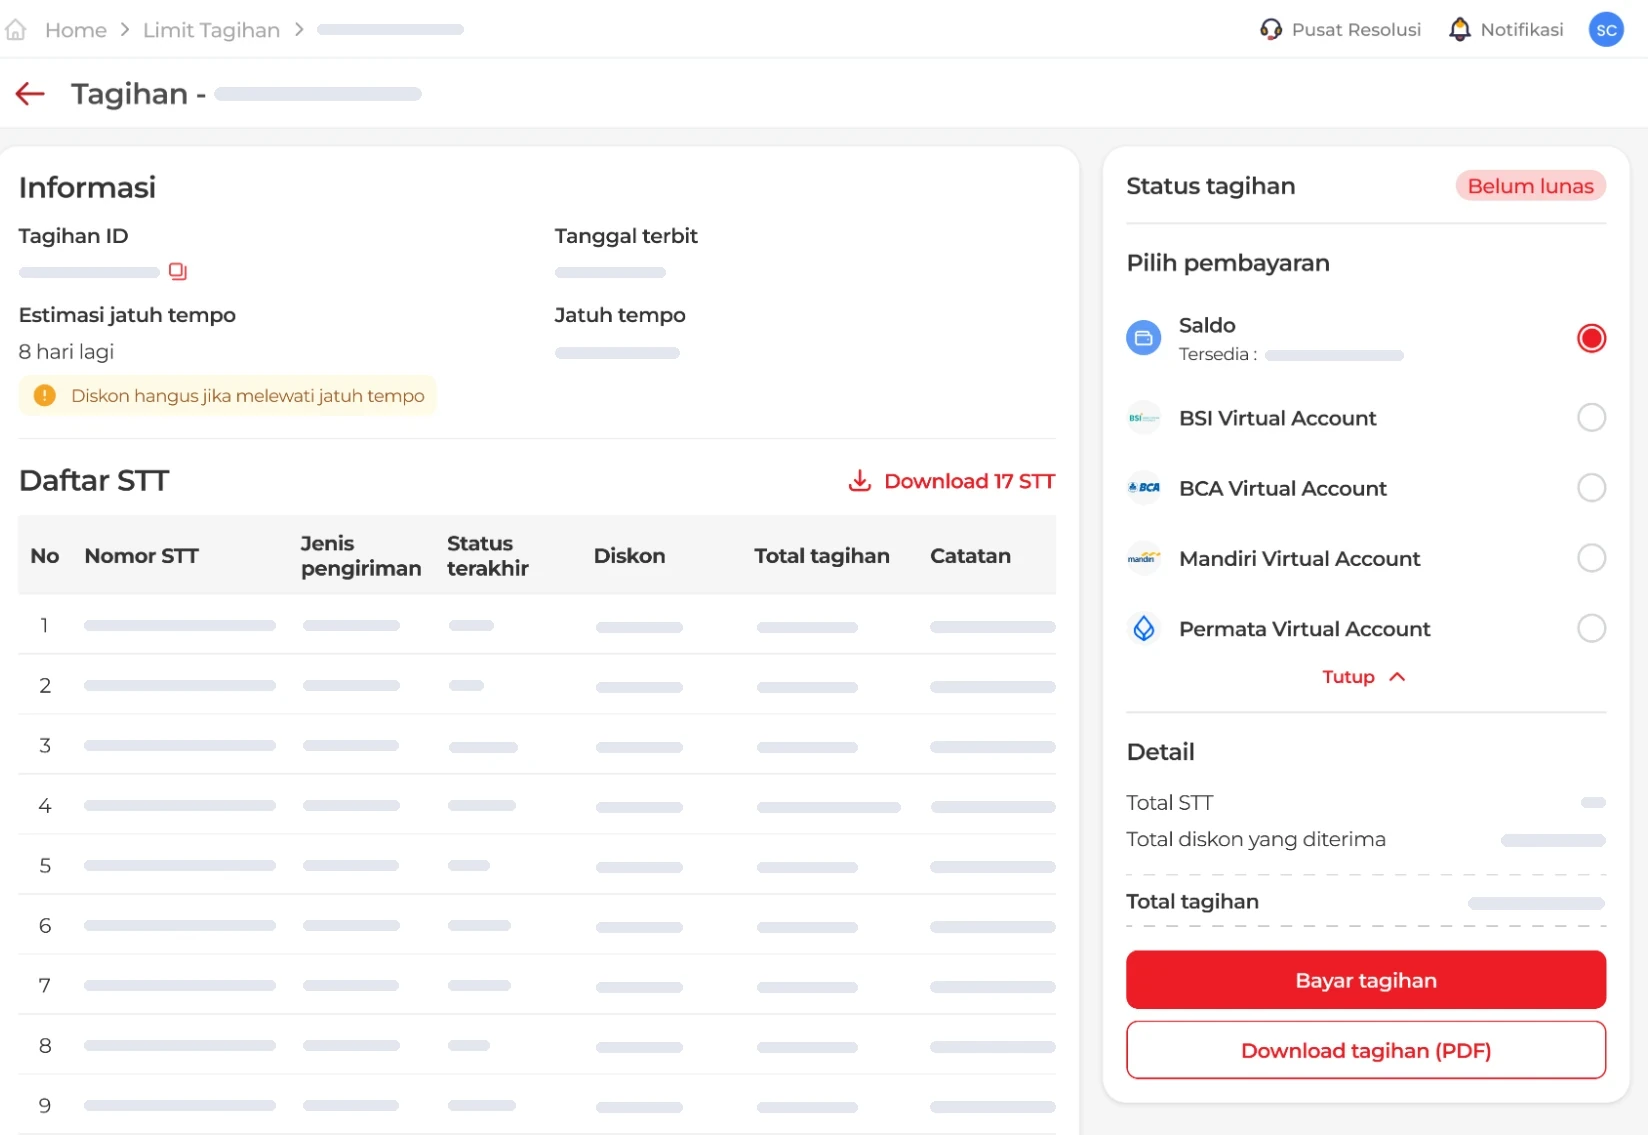 Home > Limit Tagihan >
Pusat Resolusi
Notifikasi
SC
Tagihan -
Informasi
Tagihan ID
Tanggal terbit
Estimasi jatuh tempo
Jatuh tempo
8 hari lagi
Diskon hangus jika melewati jatuh tempo
Daftar STT
Download 17 STT
No
Nomor STT
Jenis
pengiriman
Status
terakhir
Diskon
Total tagihan
Catatan
1
2
3
4
5
6
7
8
9
Status tagihan
Belum lunas
Pilih pembayaran
Saldo
Tersedia :
BSI
BSI Virtual Account
BCA
BCA Virtual Account
mandiri
Mandiri Virtual Account
Permata Virtual Account
Tutup
Detail
Total STT
Total diskon yang diterima
Total tagihan
Bayar tagihan
Download tagihan (PDF)